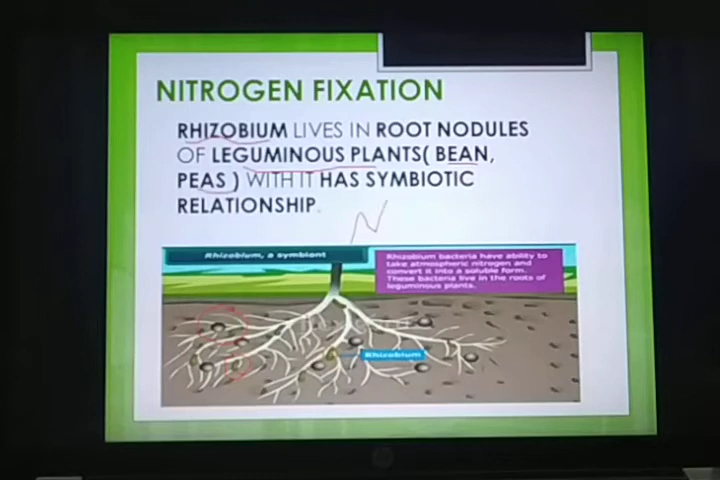 NITROGEN FIXATION
RHIZOBIUM LIVES IN ROOT NODULES
OF LEGUMINOUS PLANTS( BEAN,
PEAS ) WITH IT HAS SYMBIOTIC
RELATIONSHIP.
N
Rhizobium, a symbiont
Rhizobium bacteria have ability to
take atmospheric nitrogen and
convert it into a soluble form.
These bacteria live in the roots of
leguminous plants.
Rhizobium